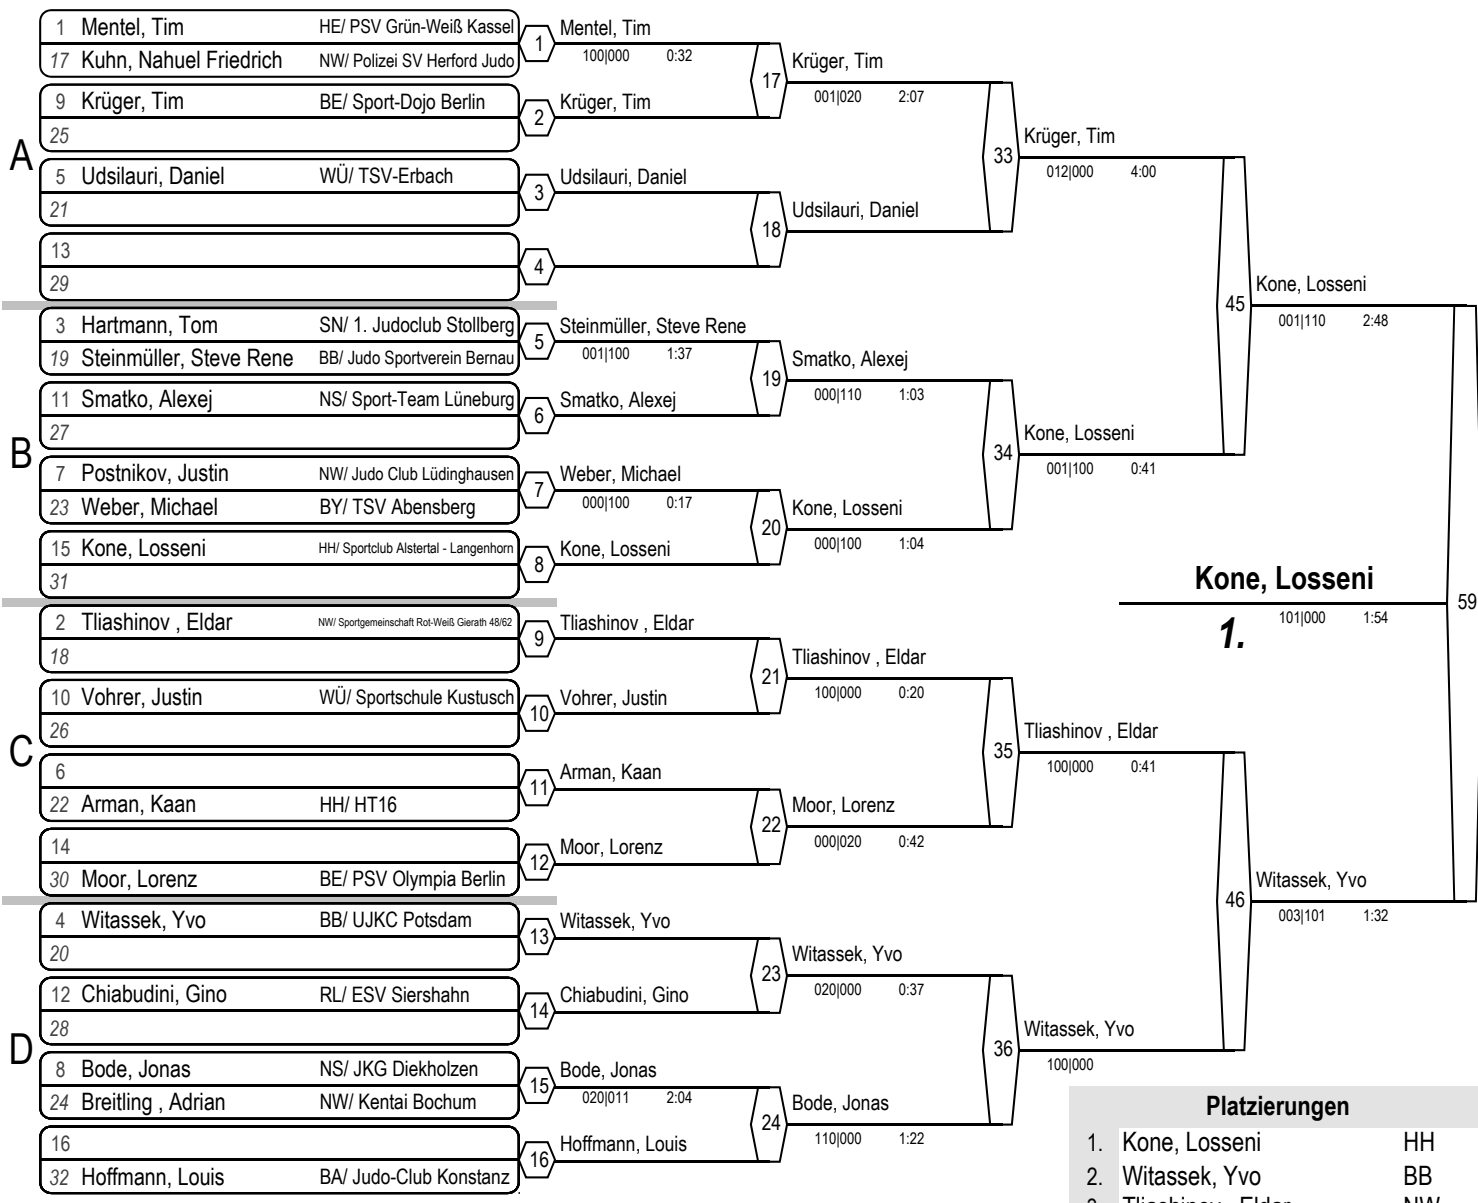 1 Mentel, Tim HE/ PSV Grün-Weiß Kassel
17 Kuhn, Nahuel Friedrich NW/ Polizei SV Herford Judo
9 Krüger, Tim BE/ Sport-Dojo Berlin
25
A
5 Udsilauri, Daniel WÜ/ TSV-Erbach
21
13
29
3 Hartmann, Tom SN/ 1. Judoclub Stollberg
19 Steinmüller, Steve Rene BB/ Judo Sportverein Bernau
11 Smatko, Alexej NS/ Sport-Team Lüneburg
27
B
7 Postnikov, Justin NW/ Judo Club Lüdinghausen
23 Weber, Michael BY/ TSV Abensberg
15 Kone, Losseni HH/ Sportclub Alstertal - Langenhorn
31
2 Tliashinov , Eldar NW/ Sportgemeinschaft Rot-Weiß Gierath 48/62
18
10 Vohrer, Justin WÜ/ Sportschule Kustusch
26
C
6
22 Arman, Kaan HH/ HT16
14
30 Moor, Lorenz BE/ PSV Olympia Berlin
4 Witassek, Yvo BB/ UJKC Potsdam
20
12 Chiabudini, Gino RL/ ESV Siershahn
28
D
8 Bode, Jonas NS/ JKG Diekholzen
24 Breitling , Adrian NW/ Kentai Bochum
16
32 Hoffmann, Louis BA/ Judo-Club Konstanz
1 Mentel, Tim
100|000 0:32
2 Krüger, Tim
3 Udsilauri, Daniel
4
5 Steinmüller, Steve Rene
001|100 1:37
6 Smatko, Alexej
7 Weber, Michael
000|100 0:17
8 Kone, Losseni
9 Tliashinov , Eldar
10 Vohrer, Justin
11 Arman, Kaan
12 Moor, Lorenz
13 Witassek, Yvo
14 Chiabudini, Gino
15 Bode, Jonas
020|011 2:04
16 Hoffmann, Louis
17 Krüger, Tim
001|020 2:07
18 Udsilauri, Daniel
19 Smatko, Alexej
000|110 1:03
20 Kone, Losseni
000|100 1:04
21 Tliashinov , Eldar
100|000 0:20
22 Moor, Lorenz
000|020 0:42
23 Witassek, Yvo
020|000 0:37
24 Bode, Jonas
110|000 1:22
33 Krüger, Tim
012|000 4:00
34 Kone, Losseni
001|100 0:41
35 Tliashinov , Eldar
100|000 0:41
36 Witassek, Yvo
100|000
45 Kone, Losseni
001|110 2:48
46 Witassek, Yvo
003|101 1:32
Kone, Losseni
59
1. 101|000 1:54
Platzierungen
1. Kone, Losseni HH
2. Witassek, Yvo BB